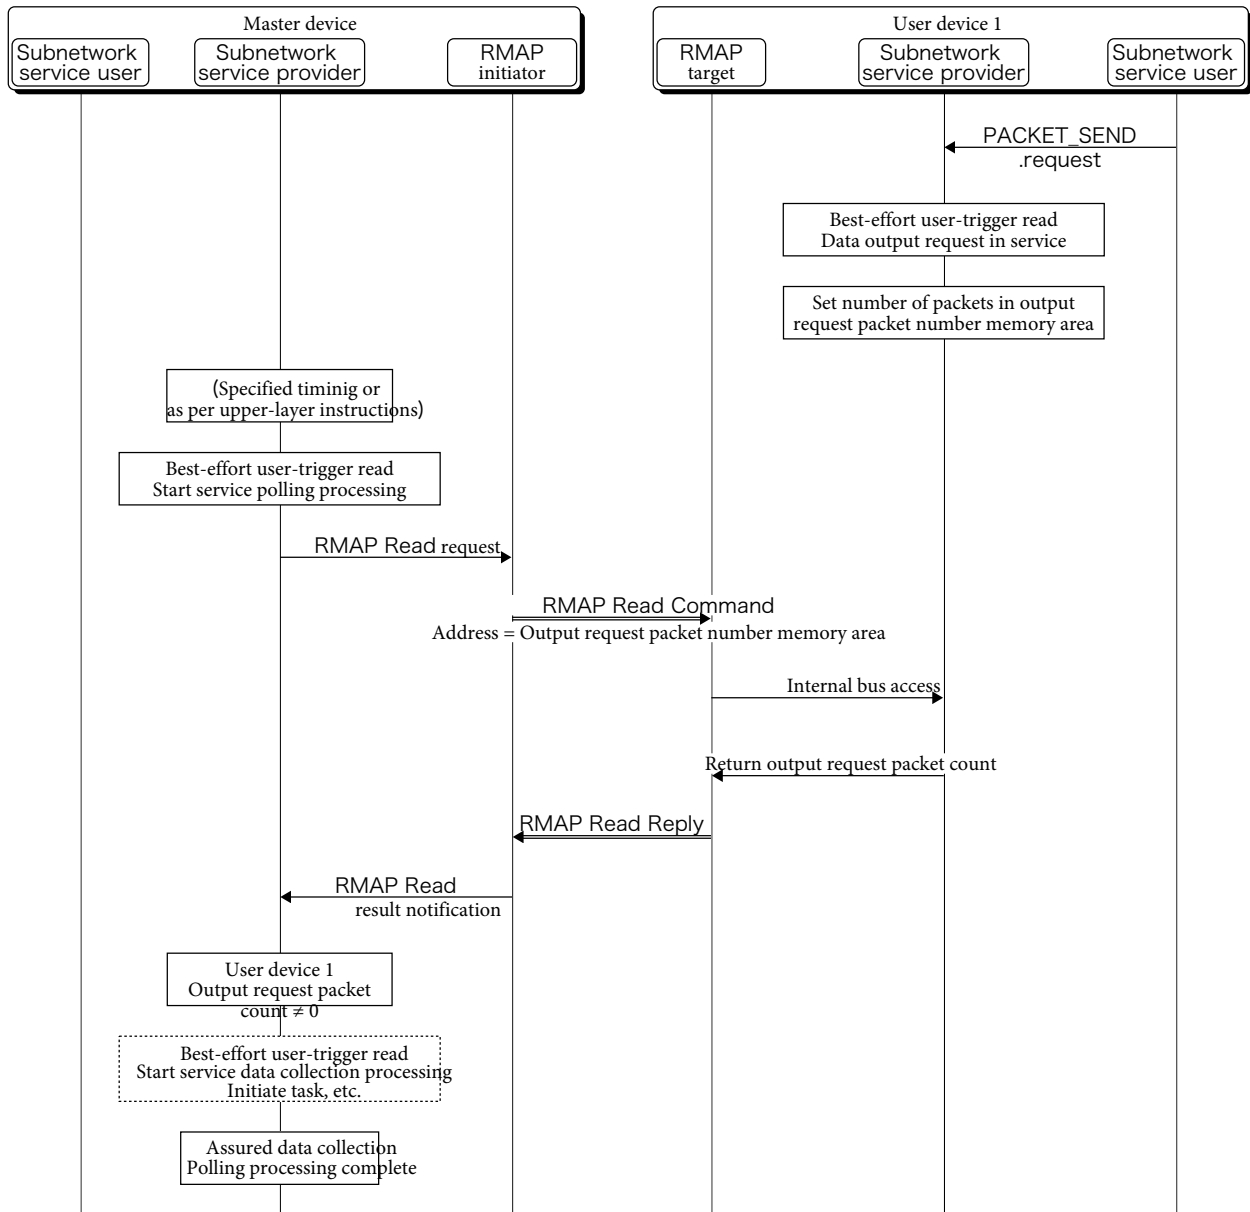 Master device
User device 1
Subnetwork
service user
Subnetwork
service provider
RMAP
initiator
RMAP
target
Subnetwork
service provider
Subnetwork
service user
PACKET_SEND
.request
Best-effort user-trigger read
Data output request in service
Set number of packets in output
request packet number memory area
(Specified timinig or
as per upper-layer instructions)
Best-effort user-trigger read
Start service polling processing
RMAP Read request
RMAP Read Command
Address = Output request packet number memory area
Internal bus access
Return output request packet count
RMAP Read Reply
RMAP Read
result notification
User device 1
Output request packet
count ≠ 0
Best-effort user-trigger read
Start service data collection processing
Initiate task, etc.
Assured data collection
Polling processing complete